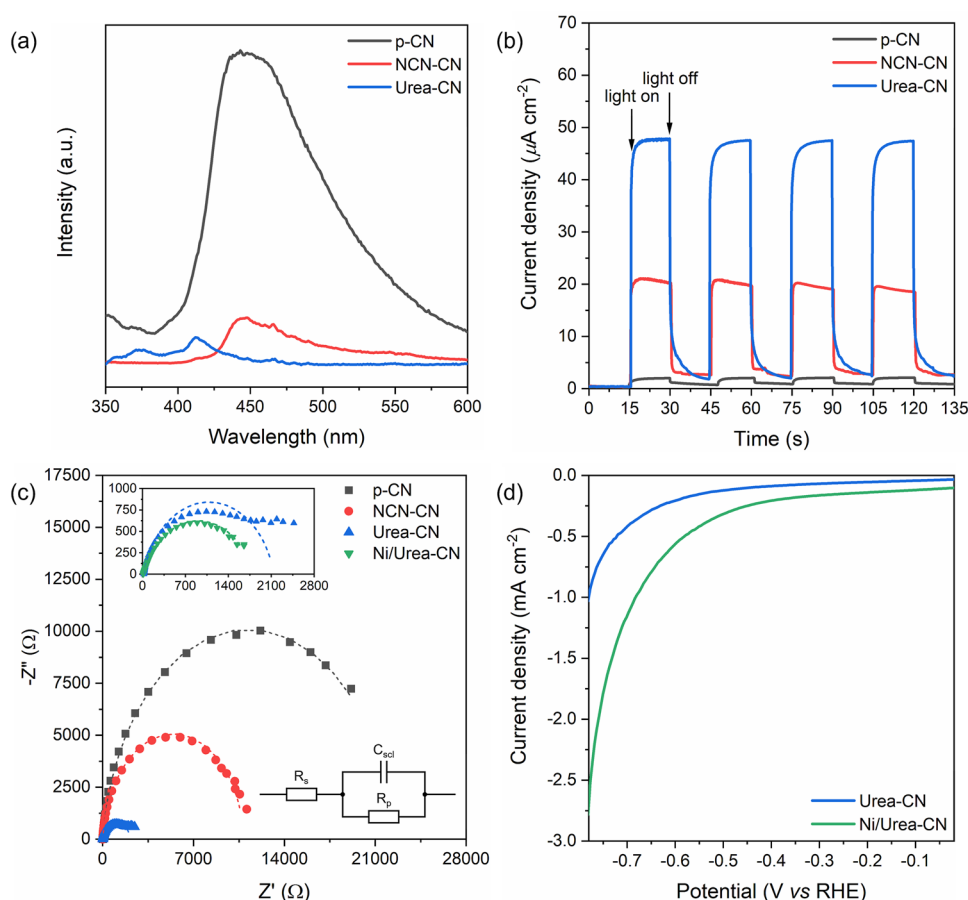 (a)
p-CN
NCN-CN
Urea-CN
Intensity (a.u.)
350 400 450 500 550 600
Wavelength (nm)
(b)
p-CN
NCN-CN
Urea-CN
light off
light on
Current density (μA cm⁻²)
70
60
50
40
30
20
10
0
0 15 30 45 60 75 90 105 120 135
Time (s)
(c)
p-CN
NCN-CN
Urea-CN
Ni/Urea-CN
1000
750
500
250
0
0 700 1400 2100 2800
-Z" (Ω)
17500
15000
12500
10000
7500
5000
2500
0
Rs
Cscl
Rp
0 7000 14000 21000 28000
Z' (Ω)
(d)
Current density (mA cm⁻²)
0.0
-0.5
-1.0
-1.5
-2.0
-2.5
-3.0
Urea-CN
Ni/Urea-CN
-0.7 -0.6 -0.5 -0.4 -0.3 -0.2 -0.1
Potential (V vs RHE)